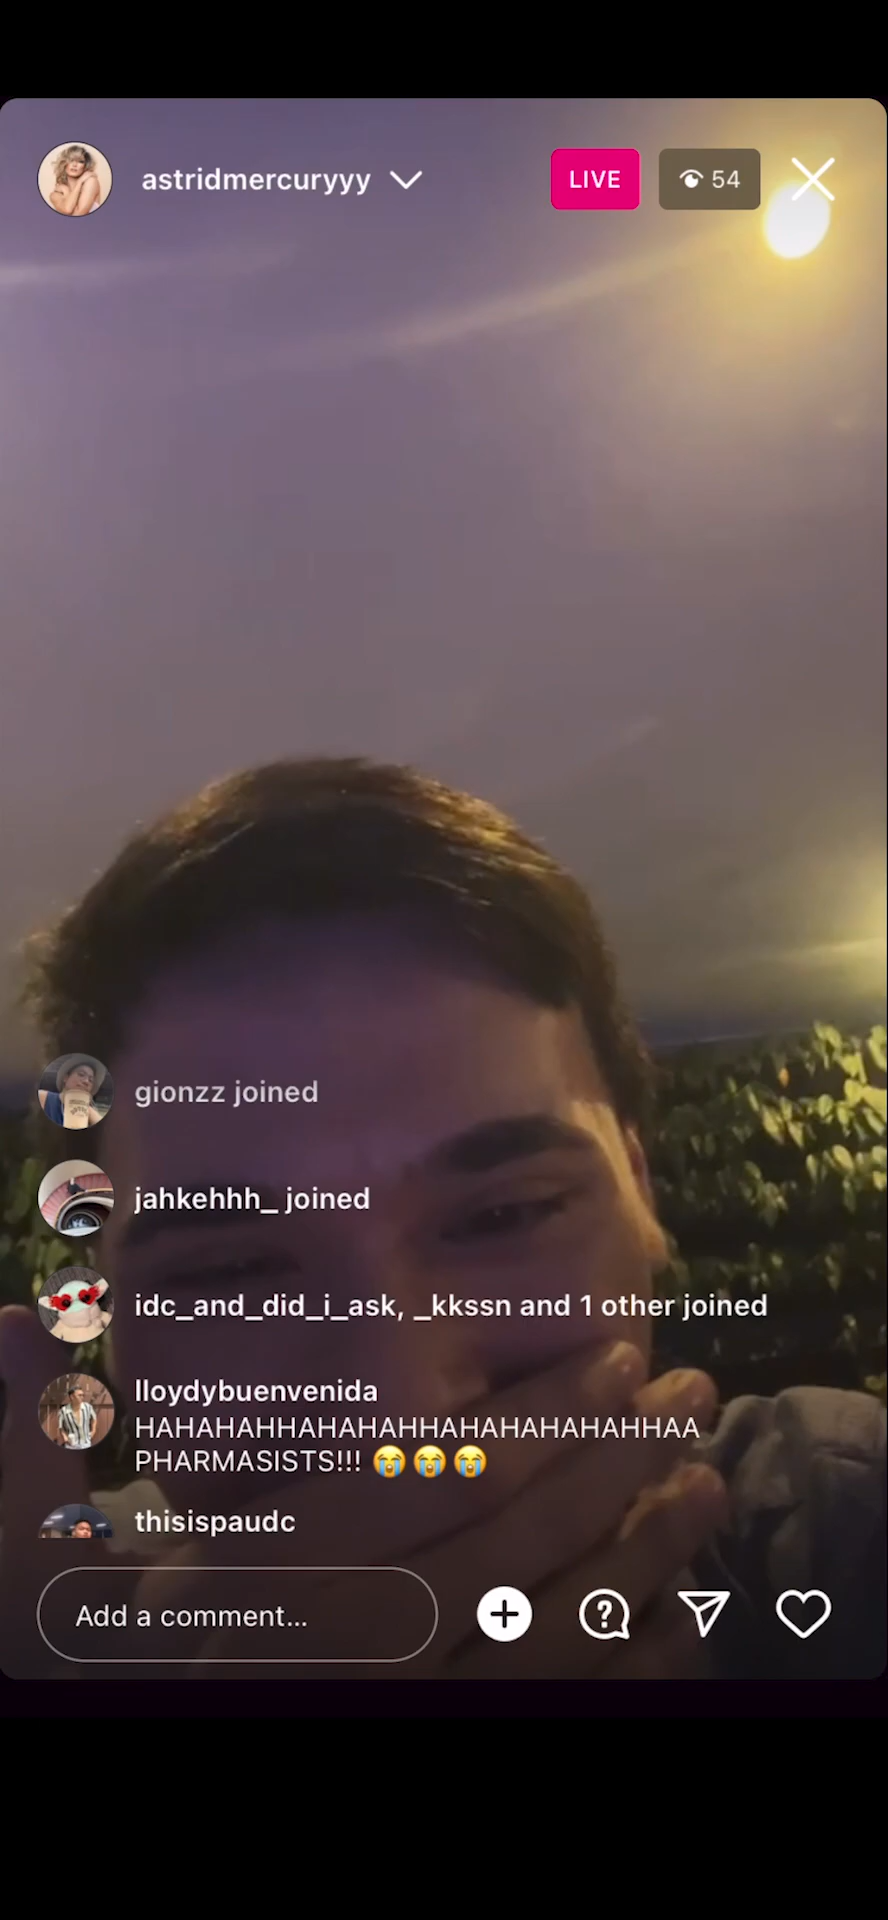 astridmercuryyy
LIVE
54
gionzz joined
jahkehhh_ joined
idc_and_did_i_ask, _kkssn and 1 other joined
lloydybuenvenida
HAHAHAHHAHAHAHHAHAHAHAHAHHAA
PHARMASISTS!!! 😭😭😭
thisispaudc
Add a comment...